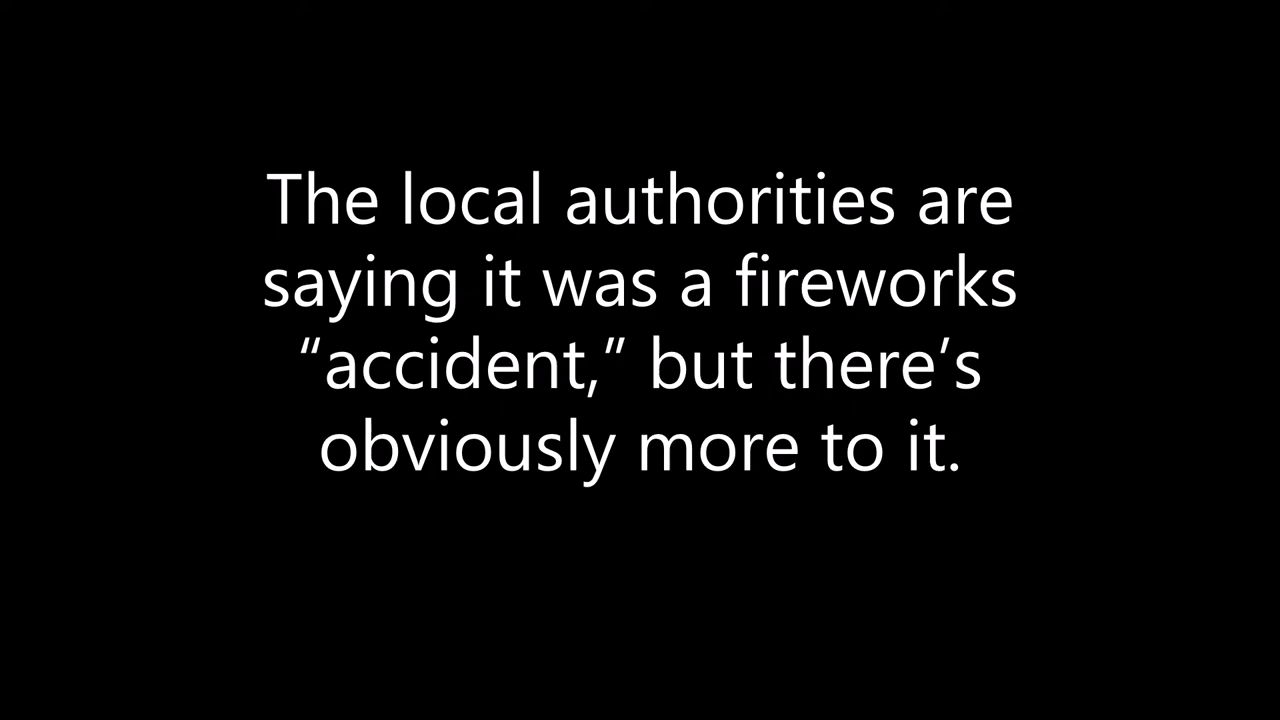 The local authorities are
saying it was a fireworks
“accident,” but there’s
obviously more to it.